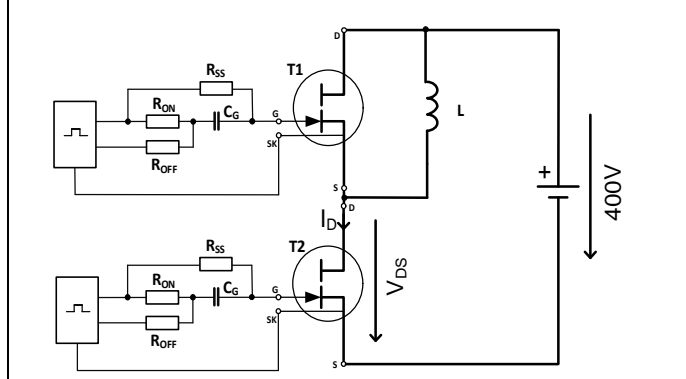 D
R_SS
T1
R_ON
C_G
G
L
SK
R_OFF
+
400V
S
D
I_D
R_SS
T2
V_DS
R_ON
C_G
G
SK
R_OFF
S